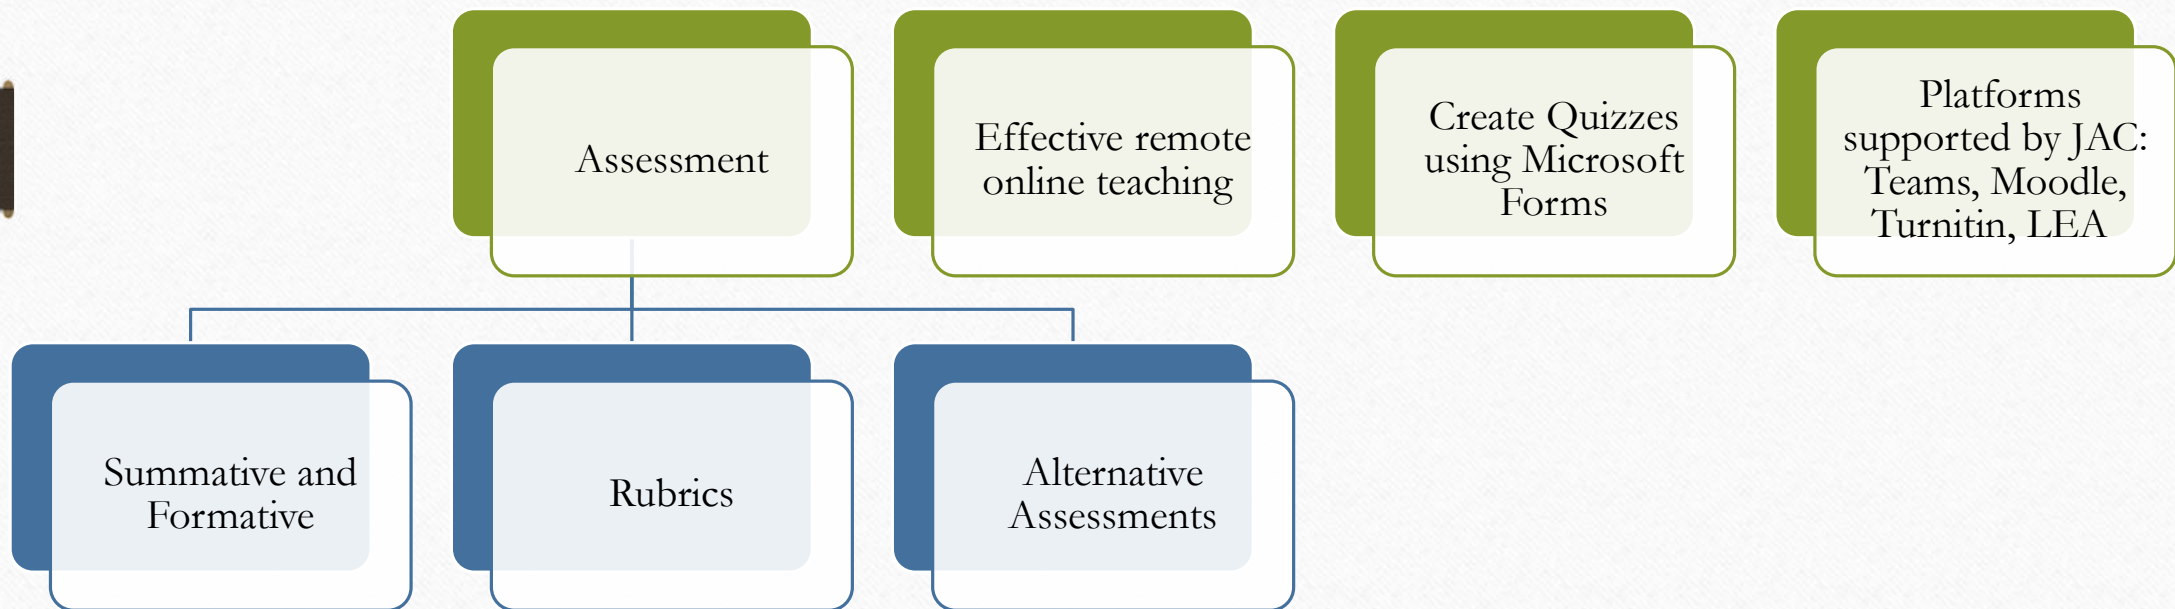 Assessment
Effective remote
online teaching
Create Quizzes
using Microsoft
Forms
Platforms
supported by JAC:
Teams, Moodle,
Turnitin, LEA
Summative and
Formative
Rubrics
Alternative
Assessments